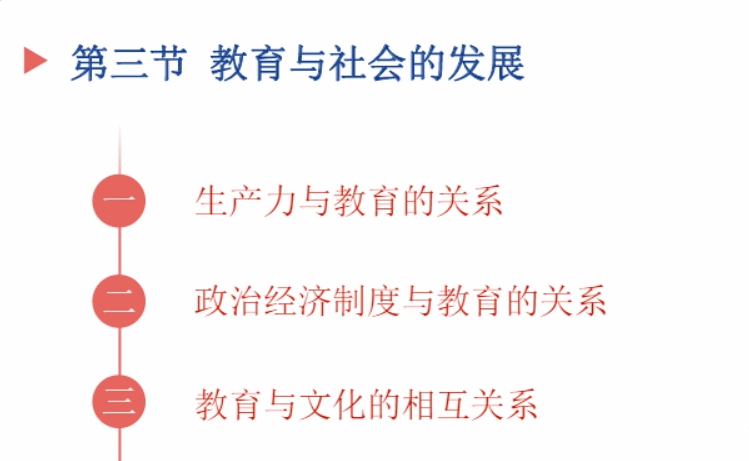 第三节 教育与社会的发展
一 生产力与教育的关系
二 政治经济制度与教育的关系
三 教育与文化的相互关系